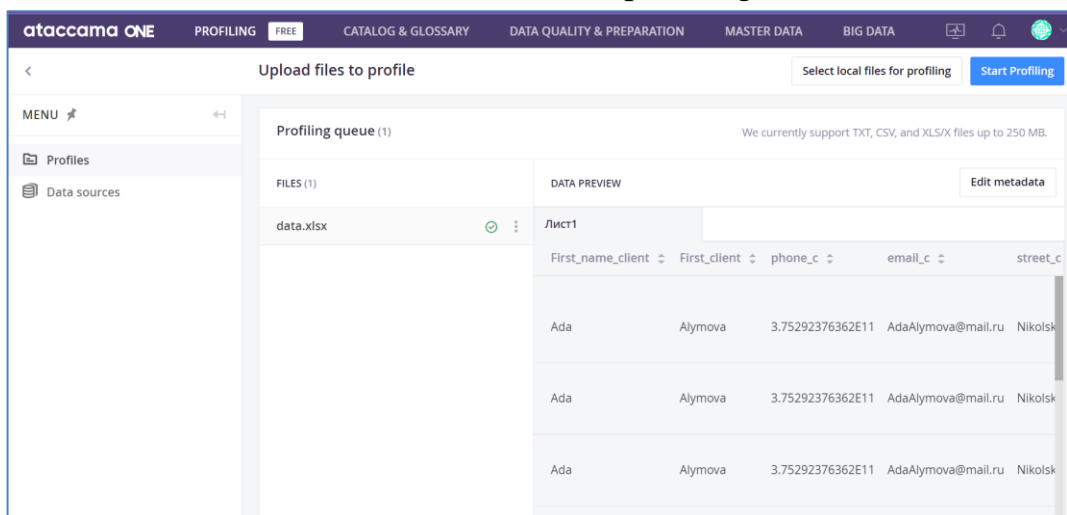 ataccama ONE PROFILING FREE CATALOG & GLOSSARY DATA QUALITY & PREPARATION MASTER DATA BIG DATA
Upload files to profile Select local files for profiling Start Profiling
MENU
Profiles
Data sources
Profiling queue (1) We currently support TXT, CSV, and XLS/X files up to 250 MB.
FILES (1) DATA PREVIEW Edit metadata
data.xlsx Лист1
First_name_client First_client phone_c email_c street_c
Ada Alymova 3.75292376362E11 AdaAlymova@mail.ru Nikolsk
Ada Alymova 3.75292376362E11 AdaAlymova@mail.ru Nikolsk
Ada Alymova 3.75292376362E11 AdaAlymova@mail.ru Nikolsk